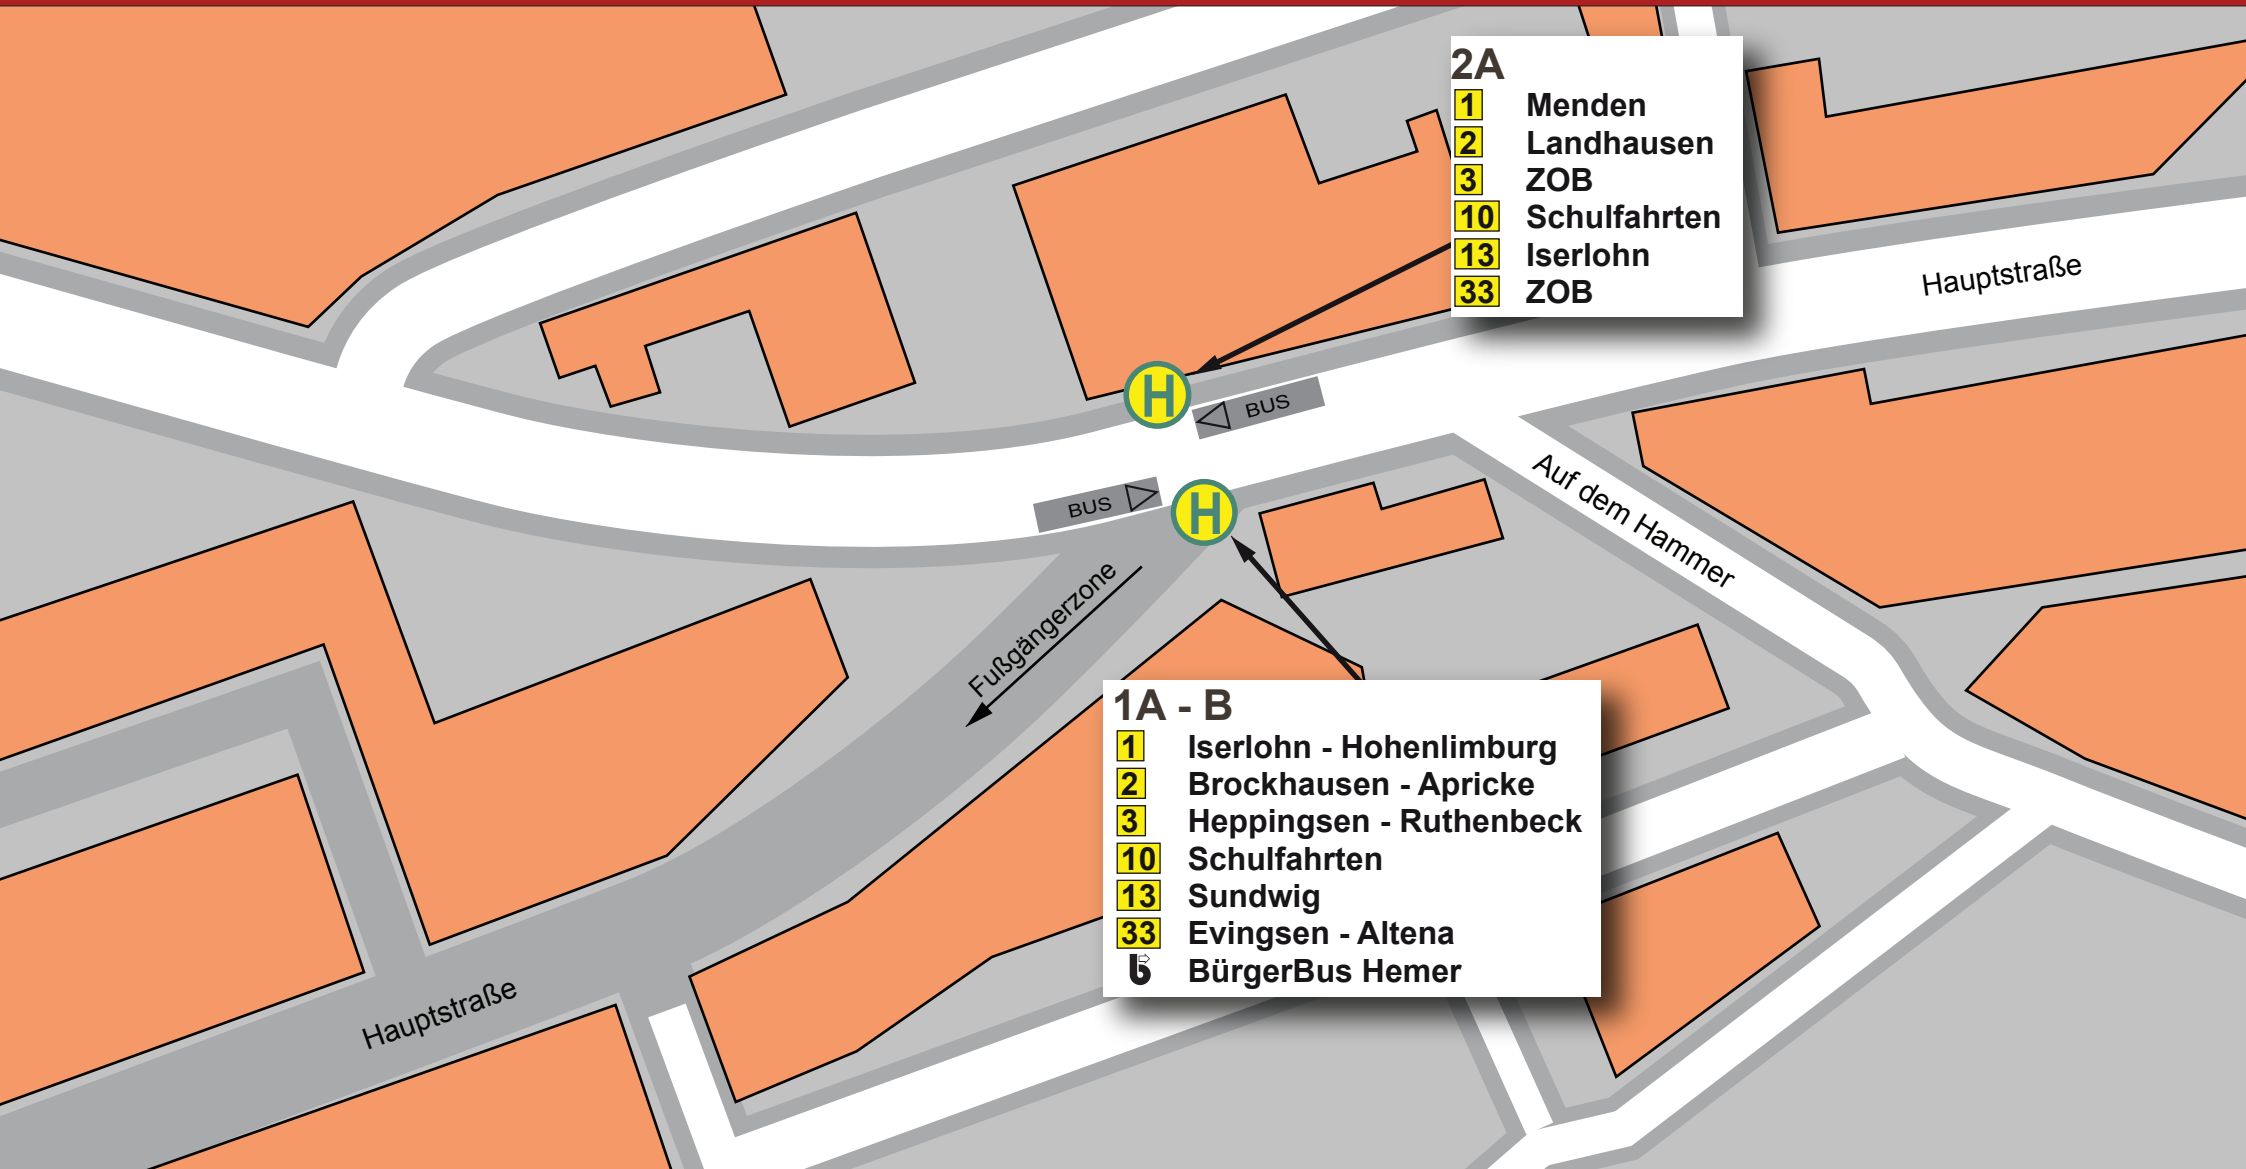 2A
1 Menden
2 Landhausen
3 ZOB
10 Schulfahrten
13 Iserlohn
33 ZOB
Hauptstraße
H
BUS
BUS
H
Auf dem Hammer
Fußgängerzone
1A - B
1 Iserlohn - Hohenlimburg
2 Brockhausen - Apricke
3 Heppingsen - Ruthenbeck
10 Schulfahrten
13 Sundwig
33 Evingsen - Altena
b BürgerBus Hemer
Hauptstraße